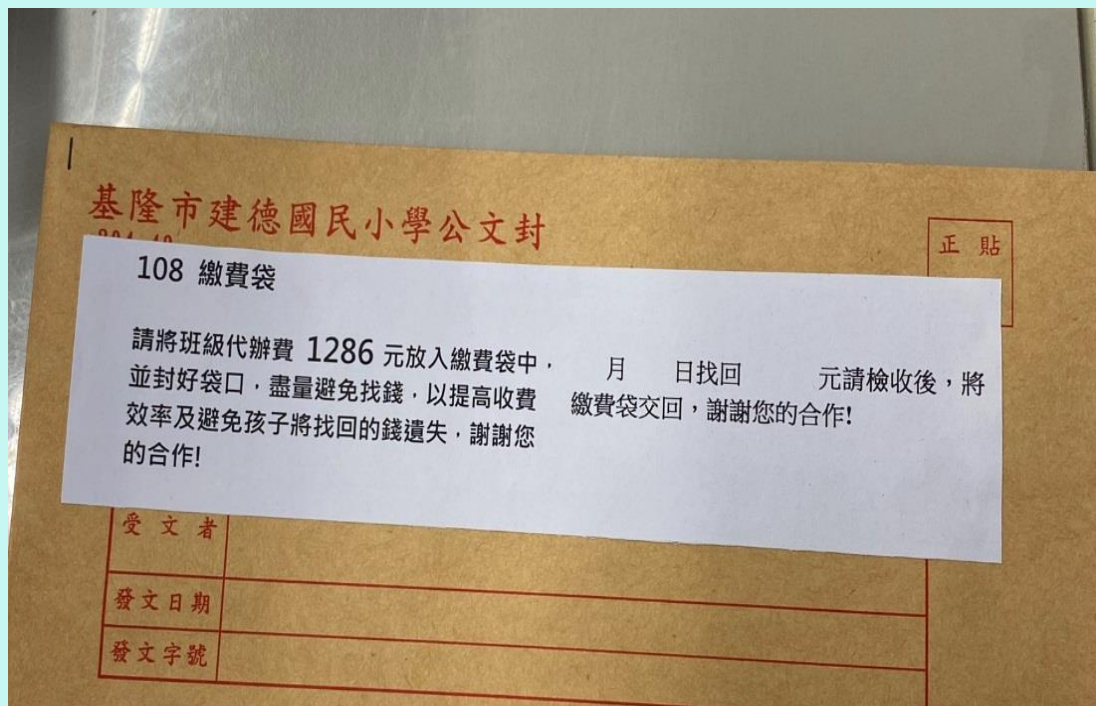 基隆市建德國民小學公文封
正貼
108 繳費袋
請將班級代辦費 1286 元放入繳費袋中，
並封好袋口，盡量避免找錢，以提高收費
效率及避免孩子將找回的錢遺失，謝謝您
的合作!
月 日找回 元請檢收後，將
繳費袋交回，謝謝您的合作!
受文者
發文日期
發文字號